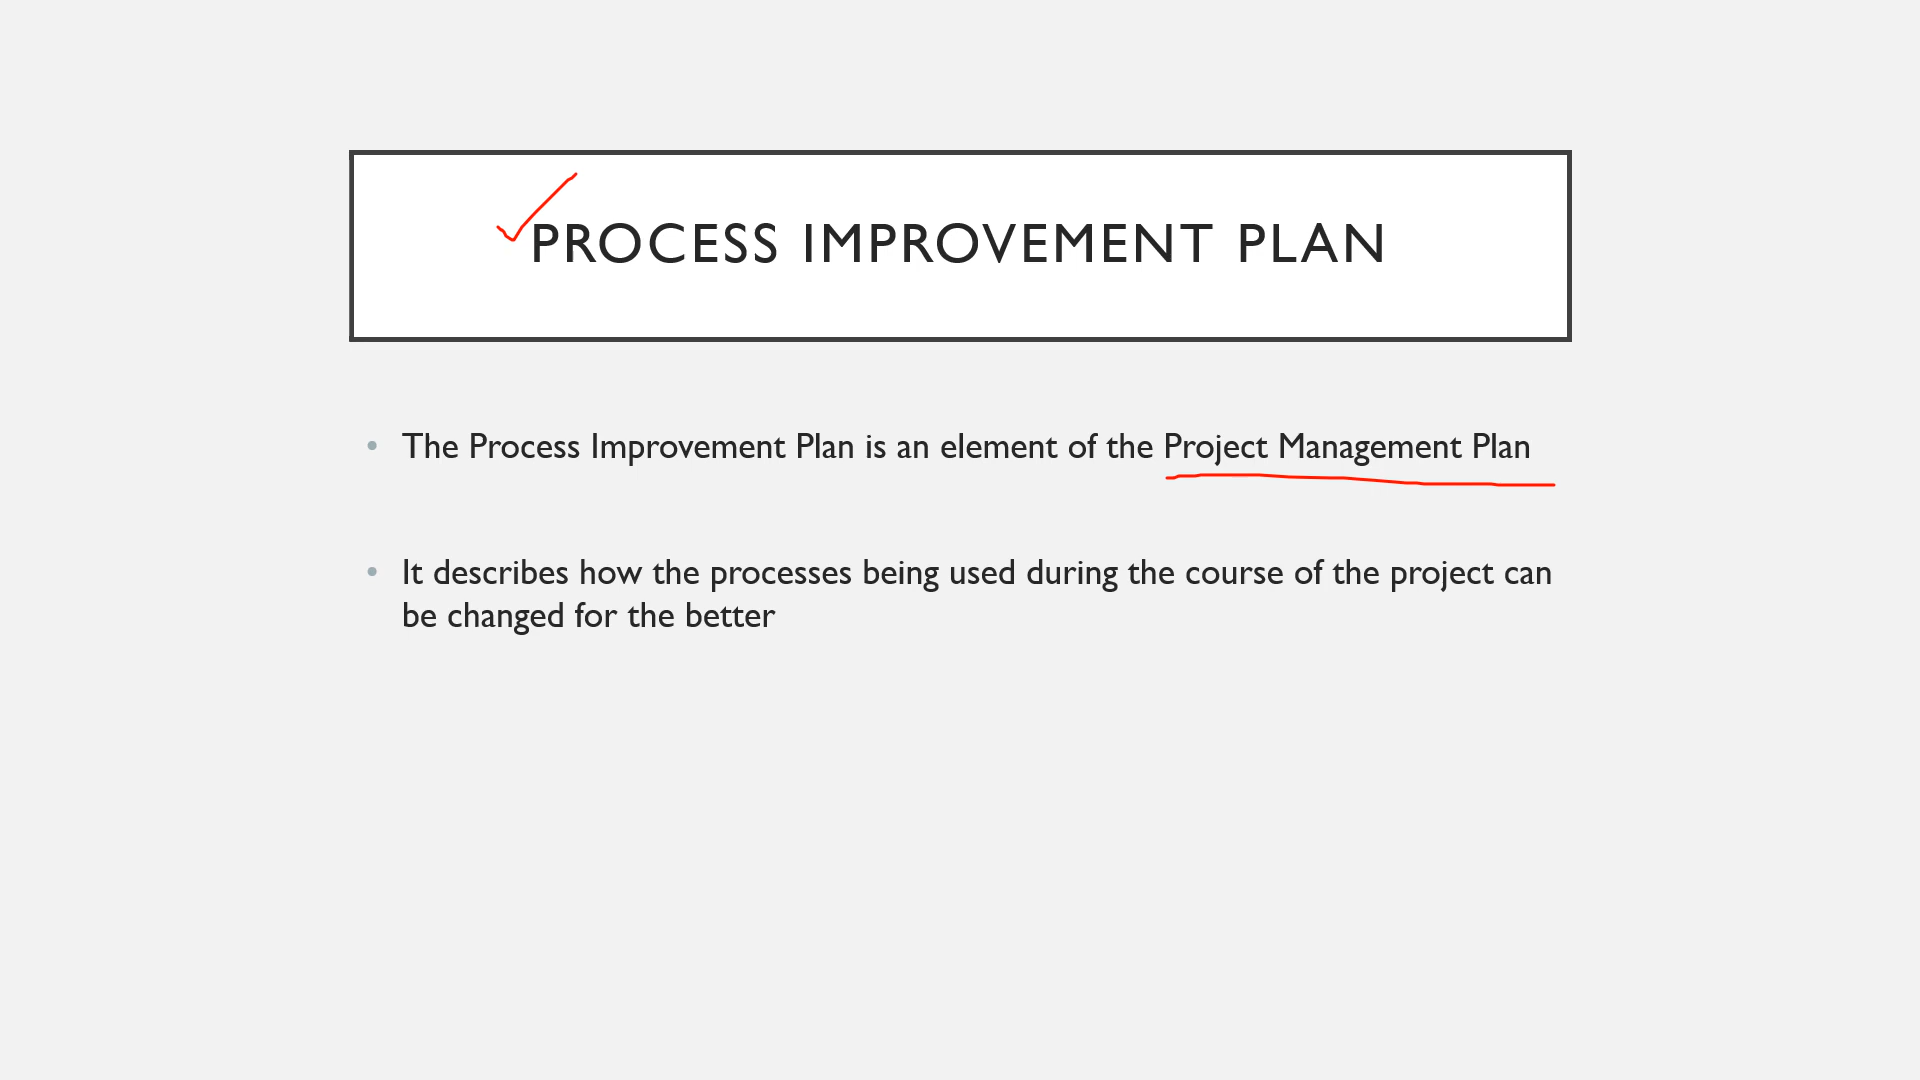 PROCESS IMPROVEMENT PLAN
• The Process Improvement Plan is an element of the Project Management Plan
• It describes how the processes being used during the course of the project can
be changed for the better